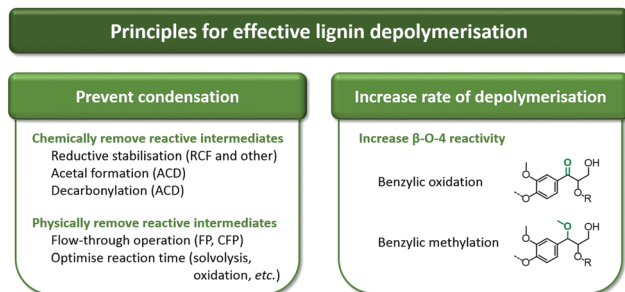 Principles for effective lignin depolymerisation
Prevent condensation
Chemically remove reactive intermediates
Reductive stabilisation (RCF and other)
Acetal formation (ACD)
Decarbonylation (ACD)
Physically remove reactive intermediates
Flow-through operation (FP, CFP)
Optimise reaction time (solvolysis,
oxidation, etc.)
Increase rate of depolymerisation
Increase β-O-4 reactivity
Benzylic oxidation
O
OH
O
O
O
R
Benzylic methylation
O
OH
O
O
O
R